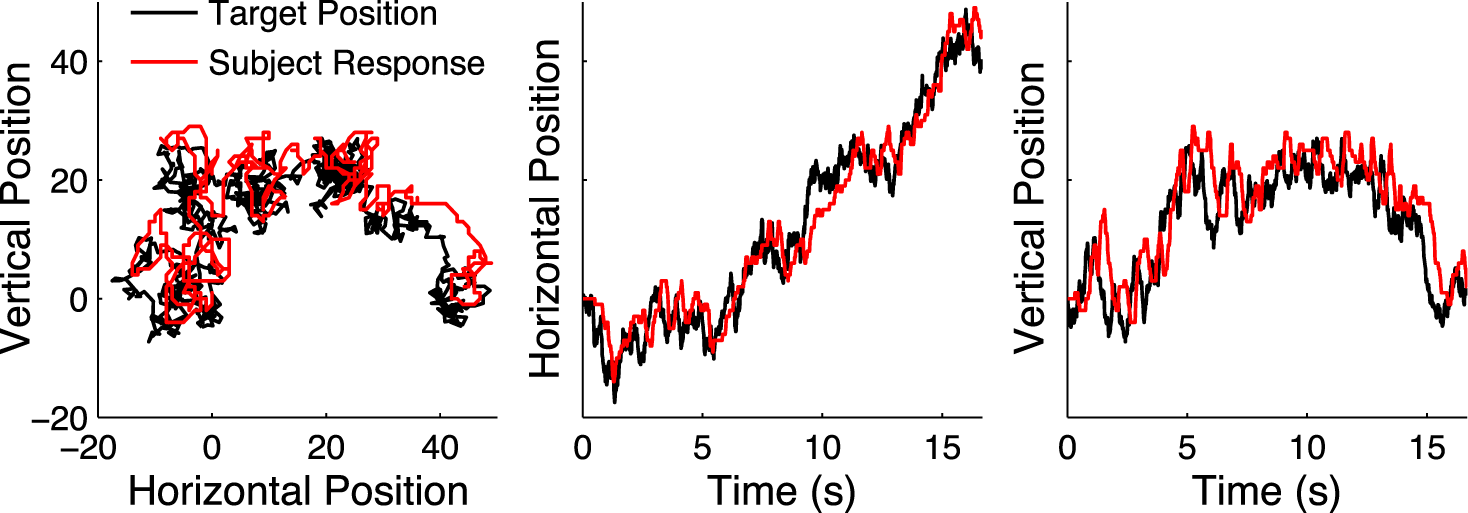 Target Position
Subject Response
Vertical Position
40
20
0
−20
−20 0 20 40
Horizontal Position
Horizontal Position
0 5 10 15
Time (s)
Vertical Position
0 5 10 15
Time (s)